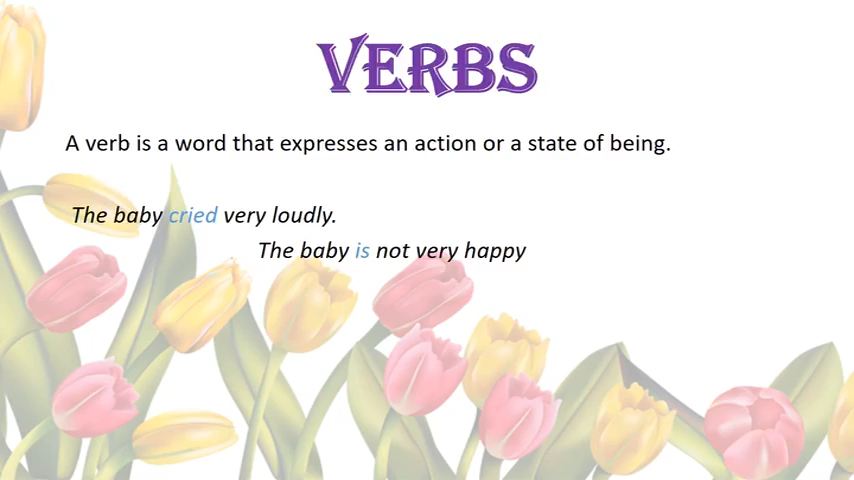 VERBS
A verb is a word that expresses an action or a state of being.
The baby cried very loudly.
The baby is not very happy